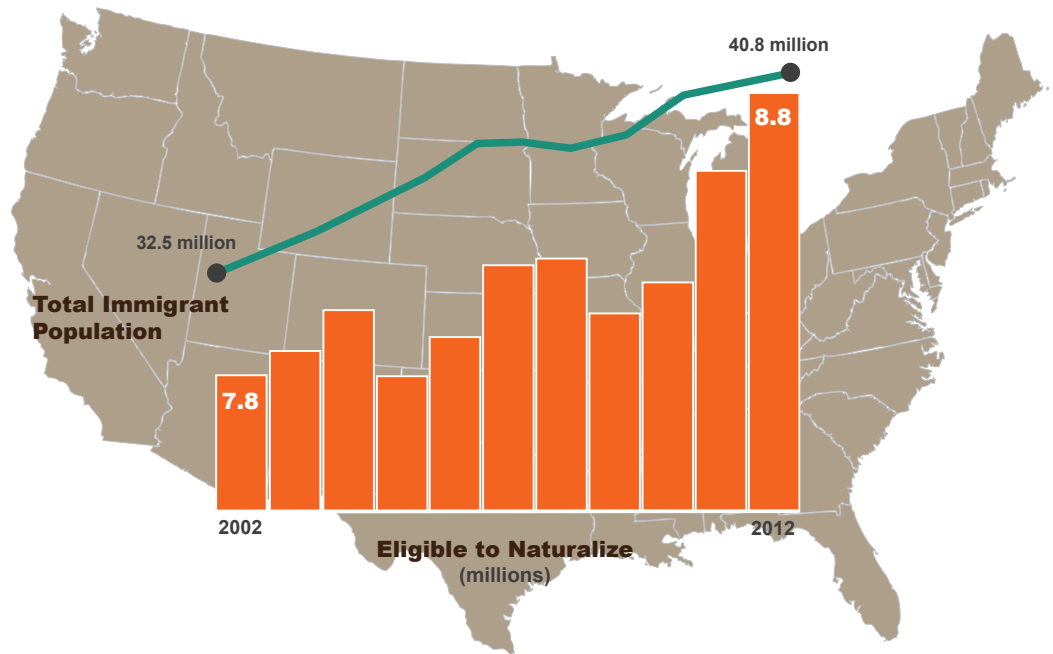 40.8 million
8.8
32.5 million
Total Immigrant
Population
7.8
2002
2012
Eligible to Naturalize
(millions)